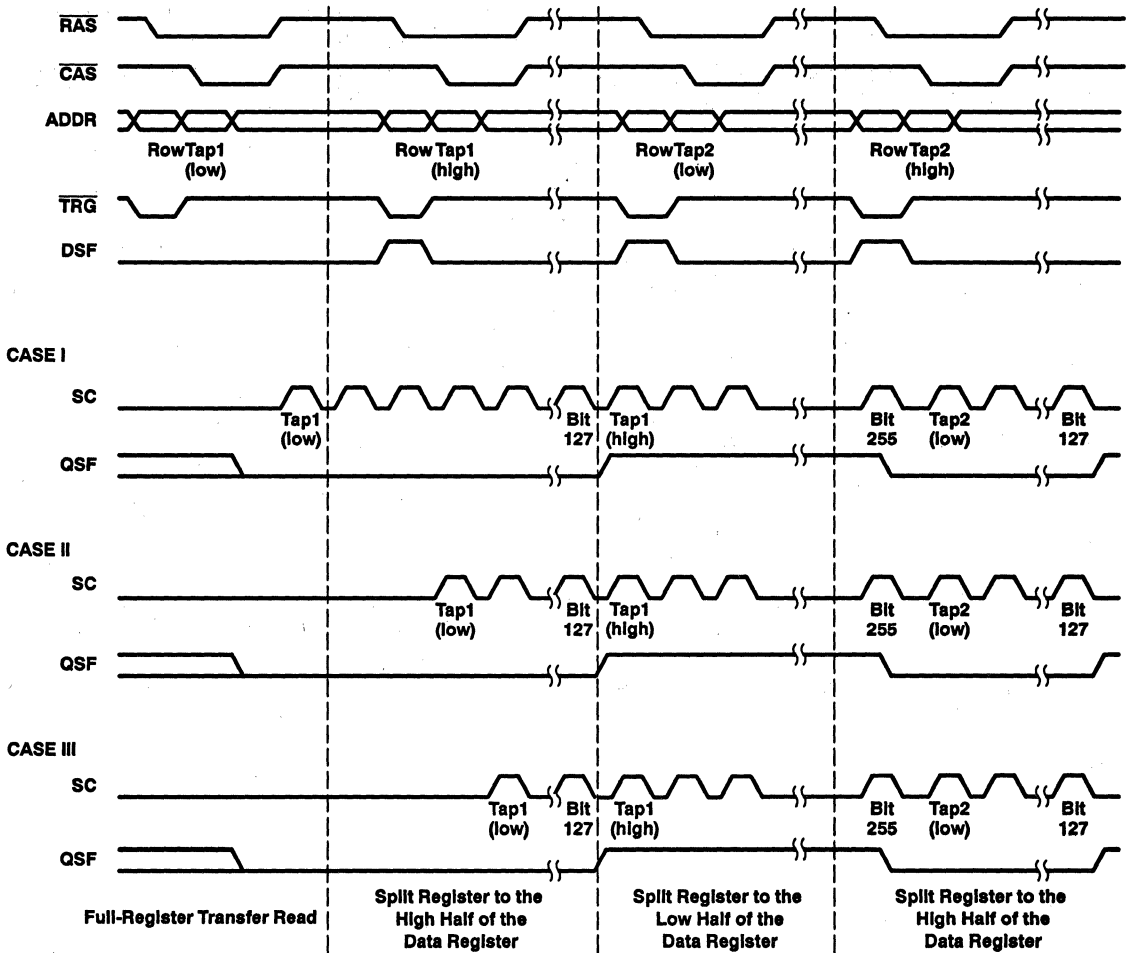 RAS
CAS
ADDR
Row Tap1 (low)
Row Tap1 (high)
Row Tap2 (low)
Row Tap2 (high)
TRG
DSF
CASE I
SC
Tap1 (low)
Bit 127
Tap1 (high)
Bit 255
Tap2 (low)
Bit 127
QSF
CASE II
SC
Tap1 (low)
Bit 127
Tap1 (high)
Bit 255
Tap2 (low)
Bit 127
QSF
CASE III
SC
Tap1 (low)
Bit 127
Tap1 (high)
Bit 255
Tap2 (low)
Bit 127
QSF
Full-Register Transfer Read
Split Register to the
High Half of the
Data Register
Split Register to the
Low Half of the
Data Register
Split Register to the
High Half of the
Data Register